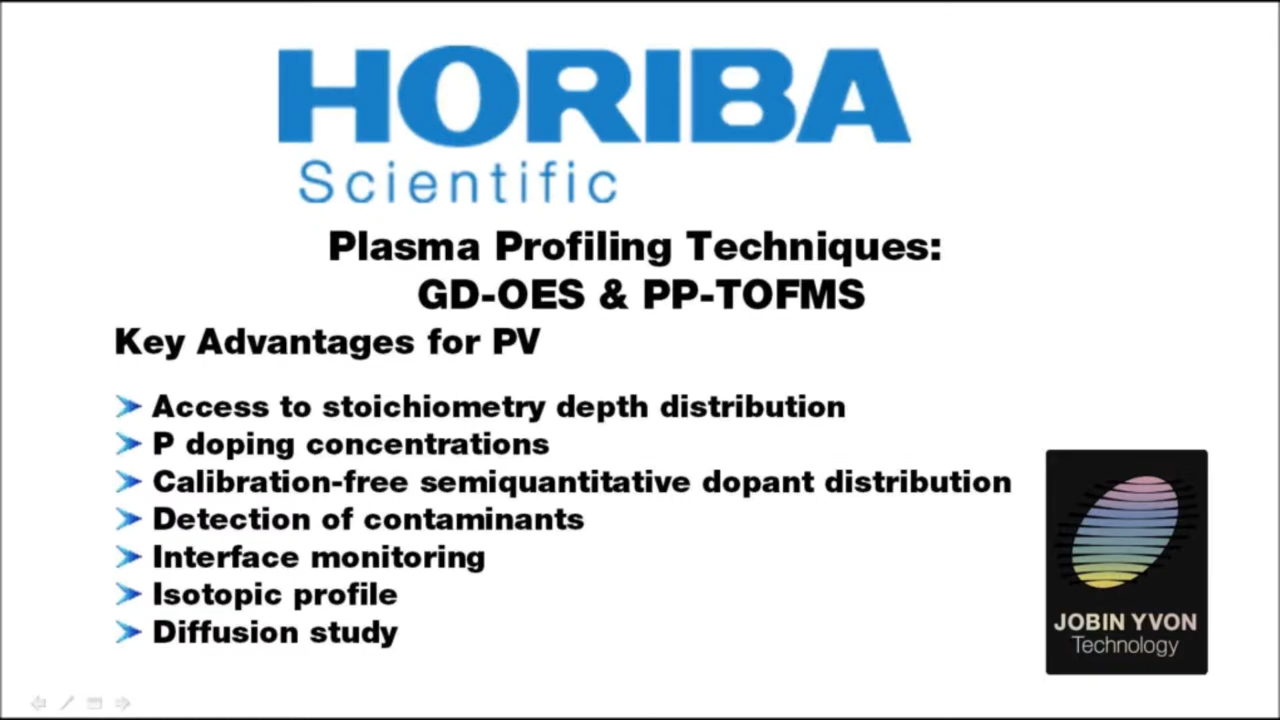 HORIBA
Scientific
Plasma Profiling Techniques:
GD-OES & PP-TOFMS
Key Advantages for PV
Access to stoichiometry depth distribution
P doping concentrations
Calibration-free semiquantitative dopant distribution
Detection of contaminants
Interface monitoring
Isotopic profile
Diffusion study
JOBIN YVON
Technology